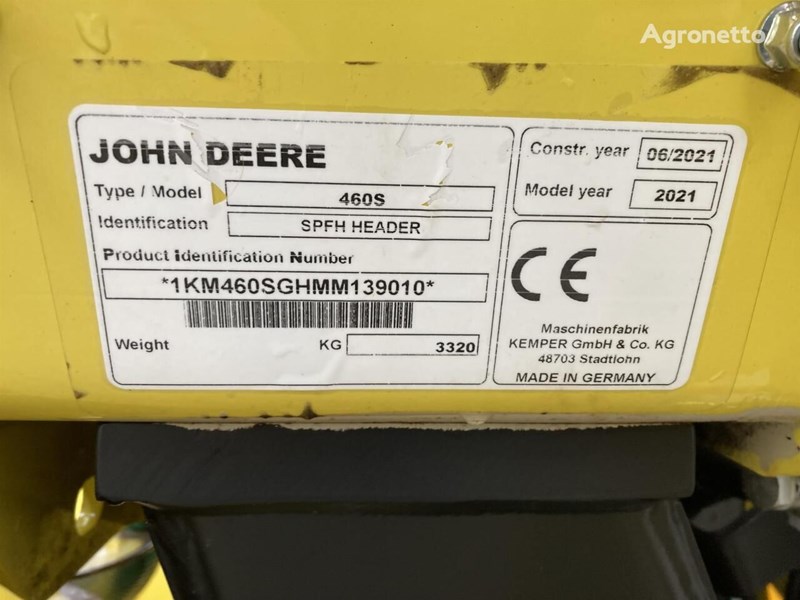 Agronetto
JOHN DEERE
Type / Model 460S
Identification SPFH HEADER
Product Identification Number
*1KM460SGHMM139010*
Weight KG 3320
Constr. year 06/2021
Model year 2021
CE
Maschinenfabrik
KEMPER GmbH & Co. KG
48703 Stadtlohn
MADE IN GERMANY